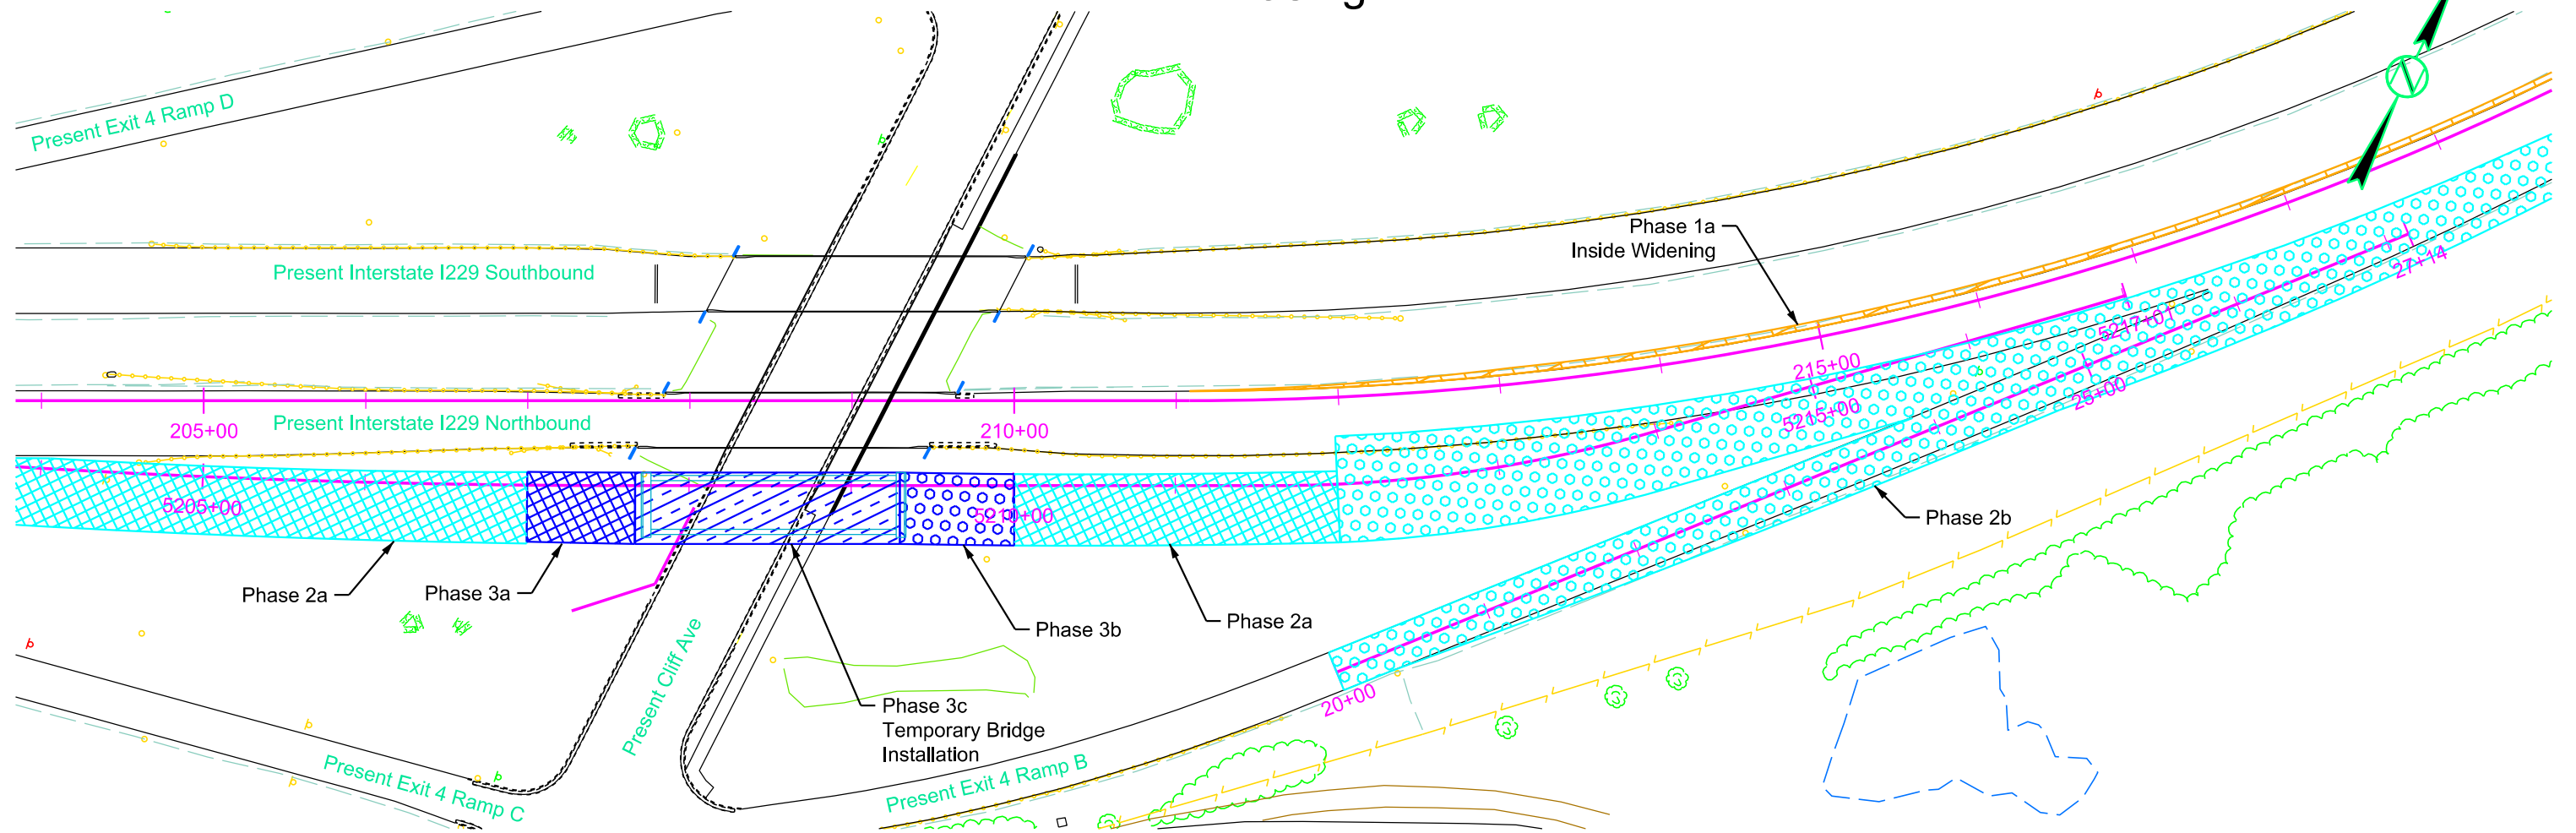 Present Exit 4 Ramp D
Phase 1a
Inside Widening
Present Interstate I229 Southbound
27+14
5217+01
215+00
5215+00
25+00
Present Interstate I229 Northbound
205+00
210+00
5205+00
5210+00
Phase 2b
Phase 2a
Phase 3a
Phase 3b
Phase 2a
Present Cliff Ave
20+00
Phase 3c
Temporary Bridge
Installation
Present Exit 4 Ramp B
Present Exit 4 Ramp C